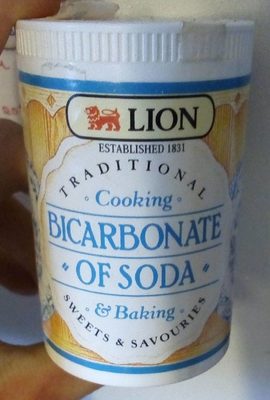 LION
ESTABLISHED 1831
TRADITIONAL
Cooking
BICARBONATE
OF SODA
& Baking
SWEETS & SAVOURIES